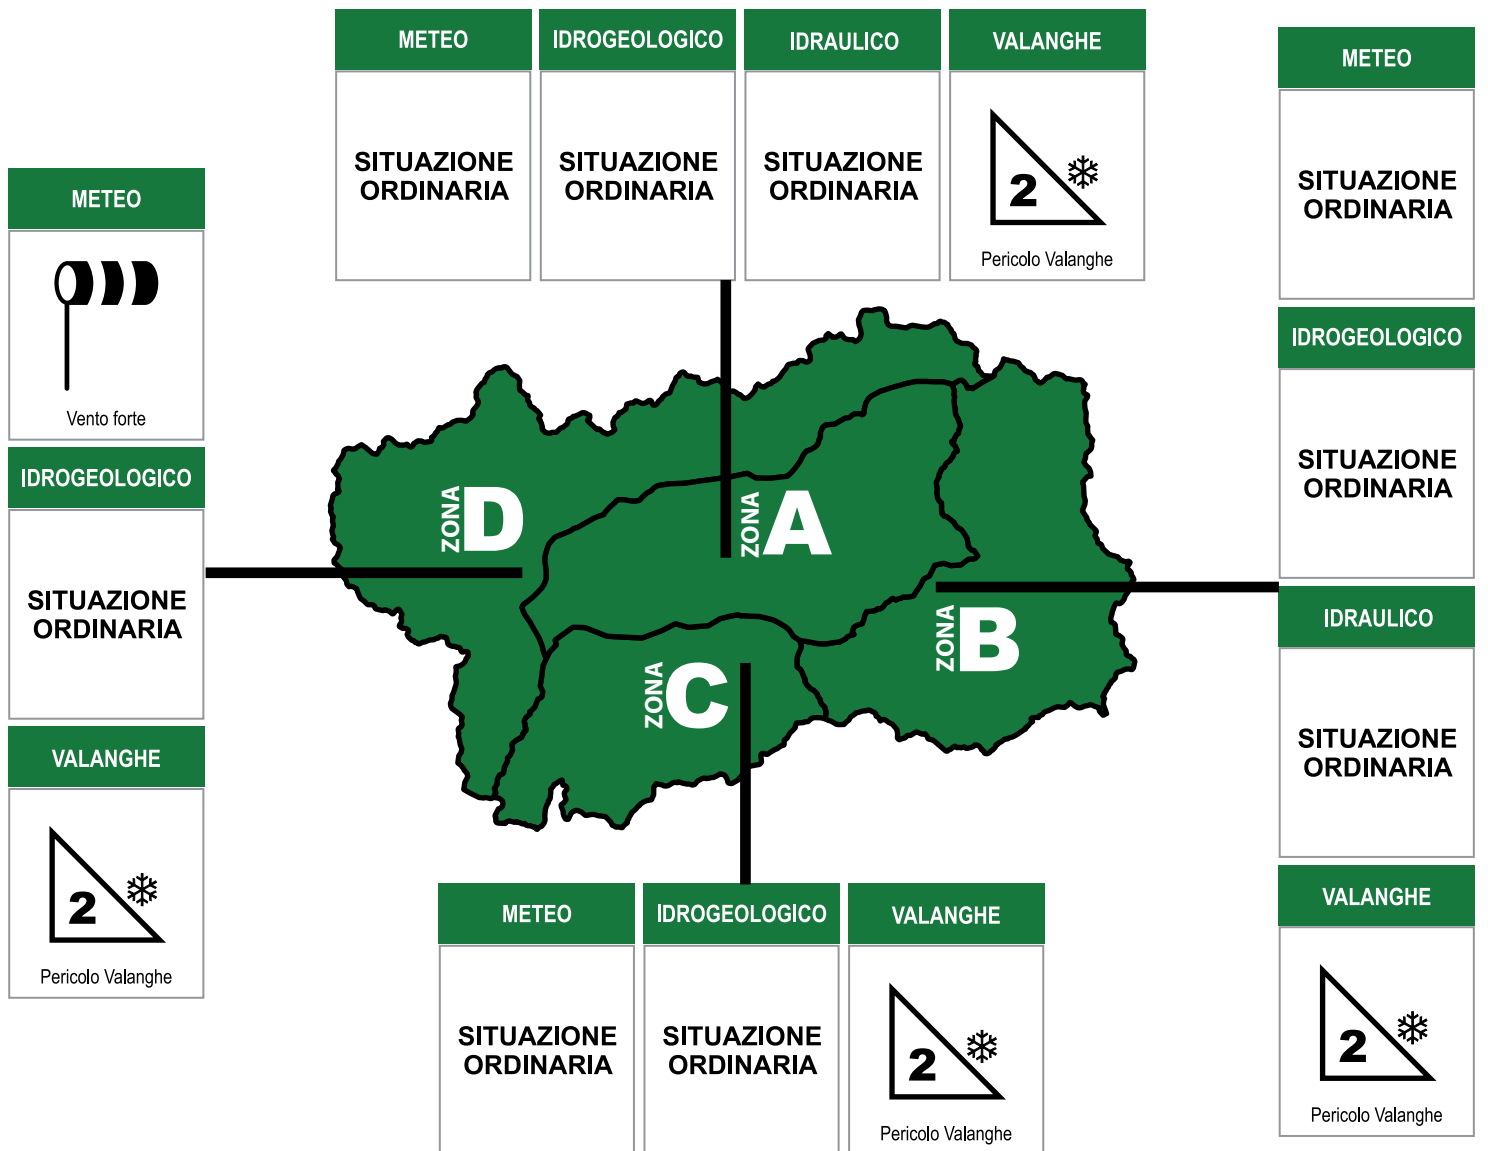 METEO
SITUAZIONE
ORDINARIA
IDROGEOLOGICO
SITUAZIONE
ORDINARIA
IDRAULICO
SITUAZIONE
ORDINARIA
VALANGHE
2
Pericolo Valanghe
METEO
Vento forte
IDROGEOLOGICO
SITUAZIONE
ORDINARIA
VALANGHE
2
Pericolo Valanghe
ZONA D
ZONA A
ZONA B
ZONA C
METEO
SITUAZIONE
ORDINARIA
IDROGEOLOGICO
SITUAZIONE
ORDINARIA
IDRAULICO
SITUAZIONE
ORDINARIA
VALANGHE
2
Pericolo Valanghe
METEO
SITUAZIONE
ORDINARIA
IDROGEOLOGICO
SITUAZIONE
ORDINARIA
VALANGHE
2
Pericolo Valanghe